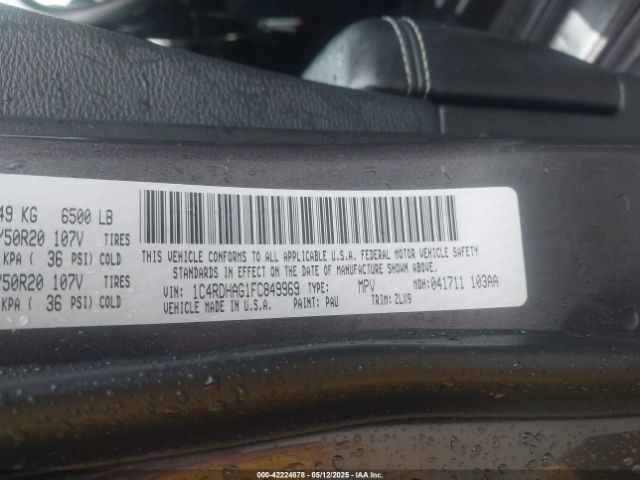 49 KG 6500 LB
/50R20 107V TIRES
KPA ( 36 PSI) COLD
/50R20 107V TIRES
KPA ( 36 PSI) COLD
THIS VEHICLE CONFORMS TO ALL APPLICABLE U.S.A. FEDERAL MOTOR VEHICLE SAFETY
STANDARDS IN EFFECT ON THE DATE OF MANUFACTURE SHOWN ABOVE.
VIN: 1C4RDHAG1FC849969 TYPE: MPV MDH: 041711 103AA
VEHICLE MADE IN U.S.A. PAINT: PAU TRIM: ZLX9
000-42224878 - 05/12/2025 - © IAA Holdings, LLC